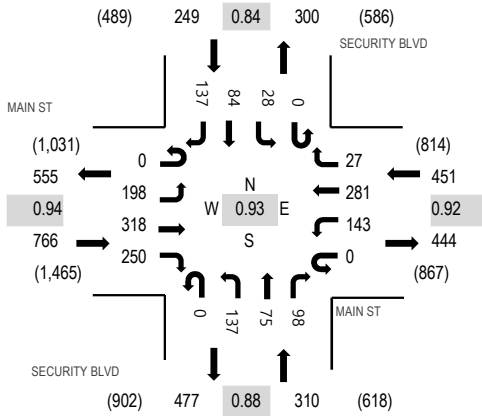 (489) 249 0.84 300 (586)
SECURITY BLVD
137 84 28 0
MAIN ST
(1,031) 0 27 (814)
555 198 281 451
N
0.94 W 0.93 E 0.92
318 143
766 S 444
250 0
(1,465) (867)
0 137 75 98
MAIN ST
SECURITY BLVD
(902) 477 0.88 310 (618)